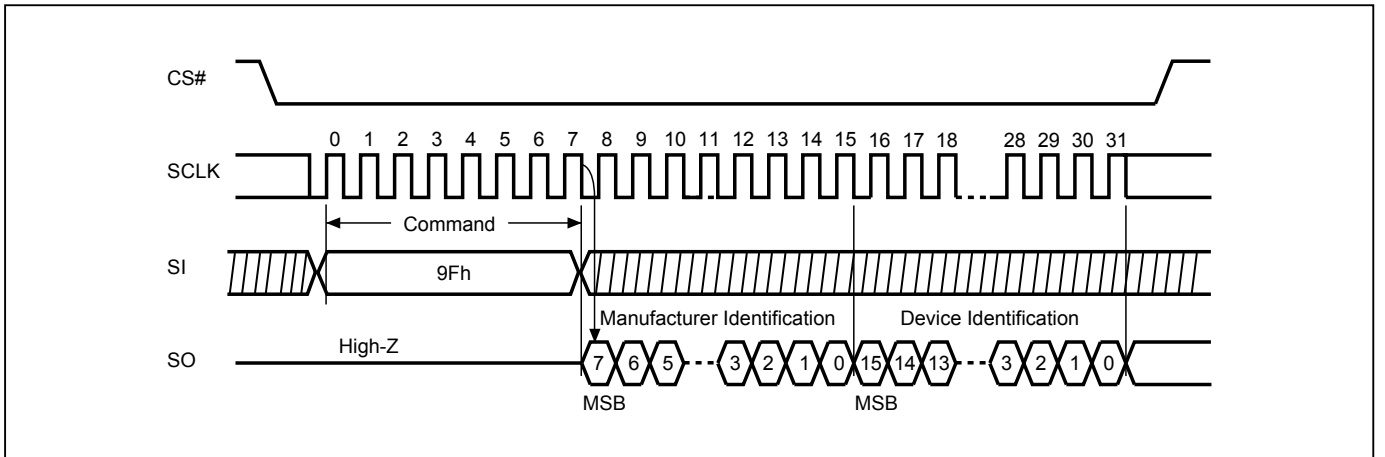 CS#
0 1 2 3 4 5 6 7 8 9 10 11 12 13 14 15 16 17 18 28 29 30 31
SCLK
Command
SI
9Fh
Manufacturer Identification Device Identification
High-Z
SO
7 6 5 3 2 1 0 15 14 13 3 2 1 0
MSB MSB